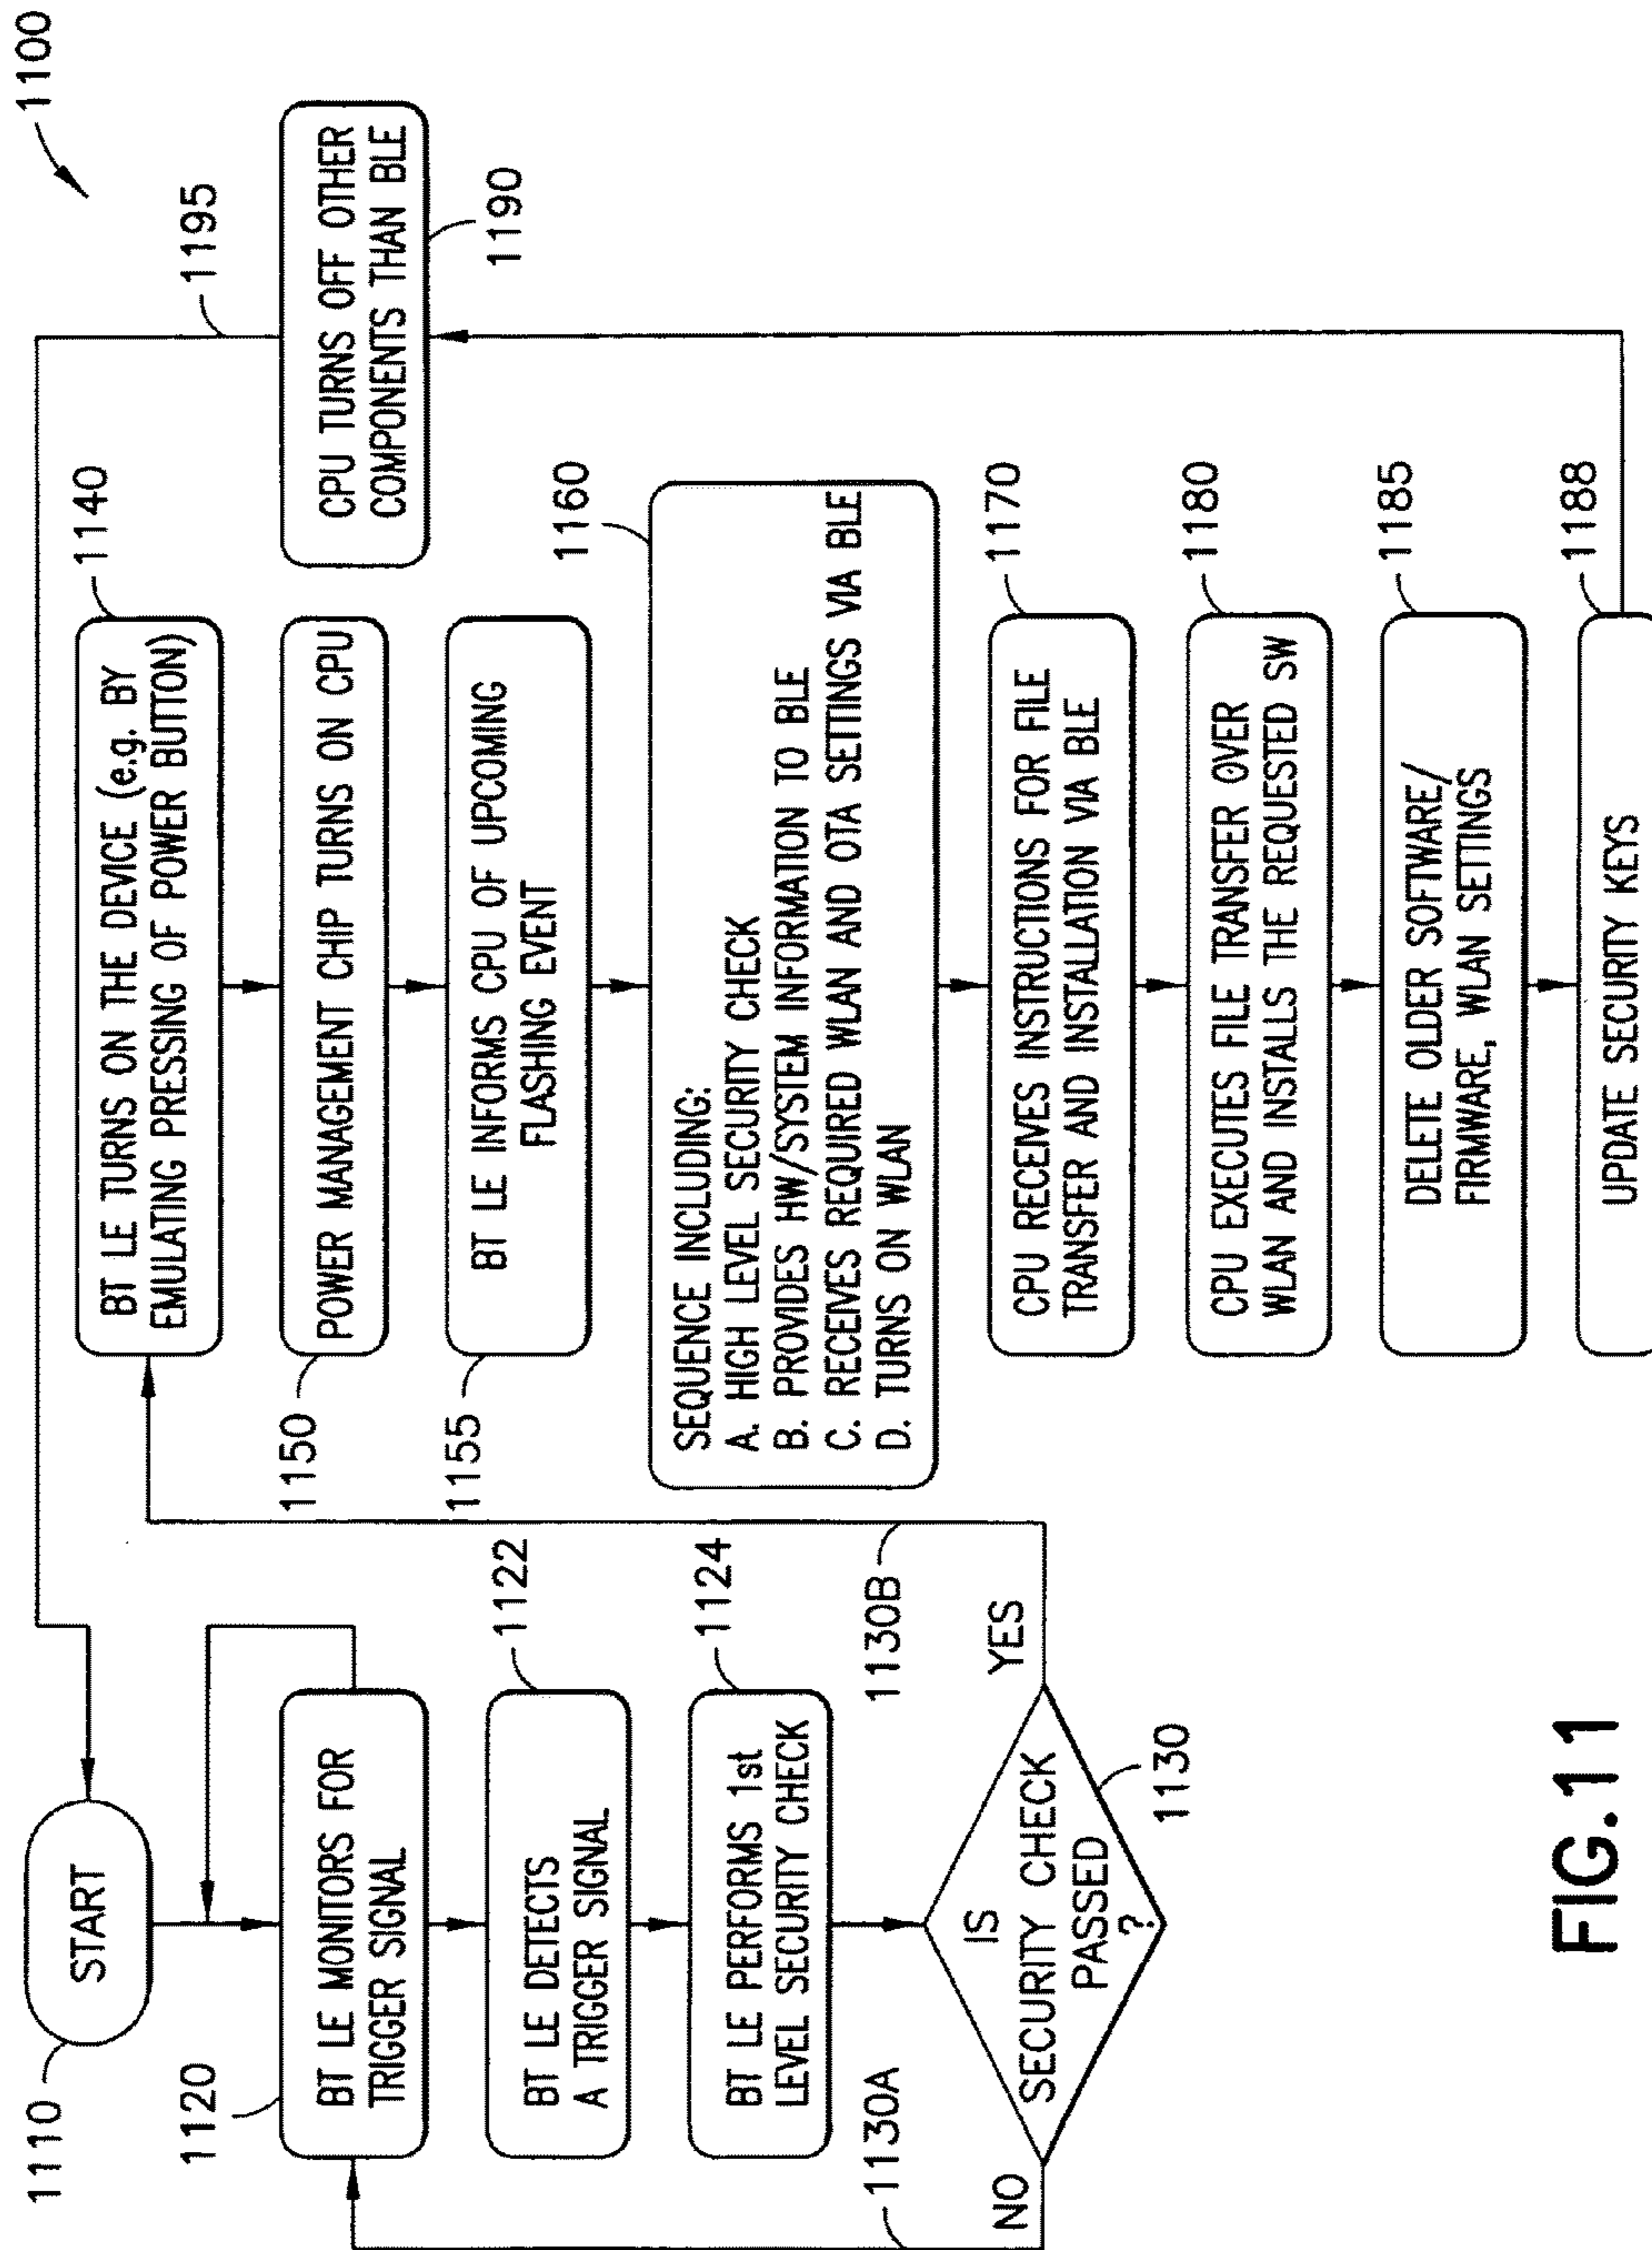 1100
1110
START
1120
BT LE MONITORS FOR
TRIGGER SIGNAL
1122
BT LE DETECTS
A TRIGGER SIGNAL
1124
BT LE PERFORMS 1st
LEVEL SECURITY CHECK
1130
IS
SECURITY CHECK
PASSED
?
NO
1130A
YES
1130B
1140
BT LE TURNS ON THE DEVICE (e.g. BY
EMULATING PRESSING OF POWER BUTTON)
1150
POWER MANAGEMENT CHIP TURNS ON CPU
1155
BT LE INFORMS CPU OF UPCOMING
FLASHING EVENT
1160
SEQUENCE INCLUDING:
A. HIGH LEVEL SECURITY CHECK
B. PROVIDES HW/SYSTEM INFORMATION TO BLE
C. RECEIVES REQUIRED WLAN AND OTA SETTINGS VIA BLE
D. TURNS ON WLAN
1170
CPU RECEIVES INSTRUCTIONS FOR FILE
TRANSFER AND INSTALLATION VIA BLE
1180
CPU EXECUTES FILE TRANSFER OVER
WLAN AND INSTALLS THE REQUESTED SW
1185
DELETE OLDER SOFTWARE/
FIRMWARE, WLAN SETTINGS
1188
UPDATE SECURITY KEYS
1195
CPU TURNS OFF OTHER
COMPONENTS THAN BLE
1190
FIG.11